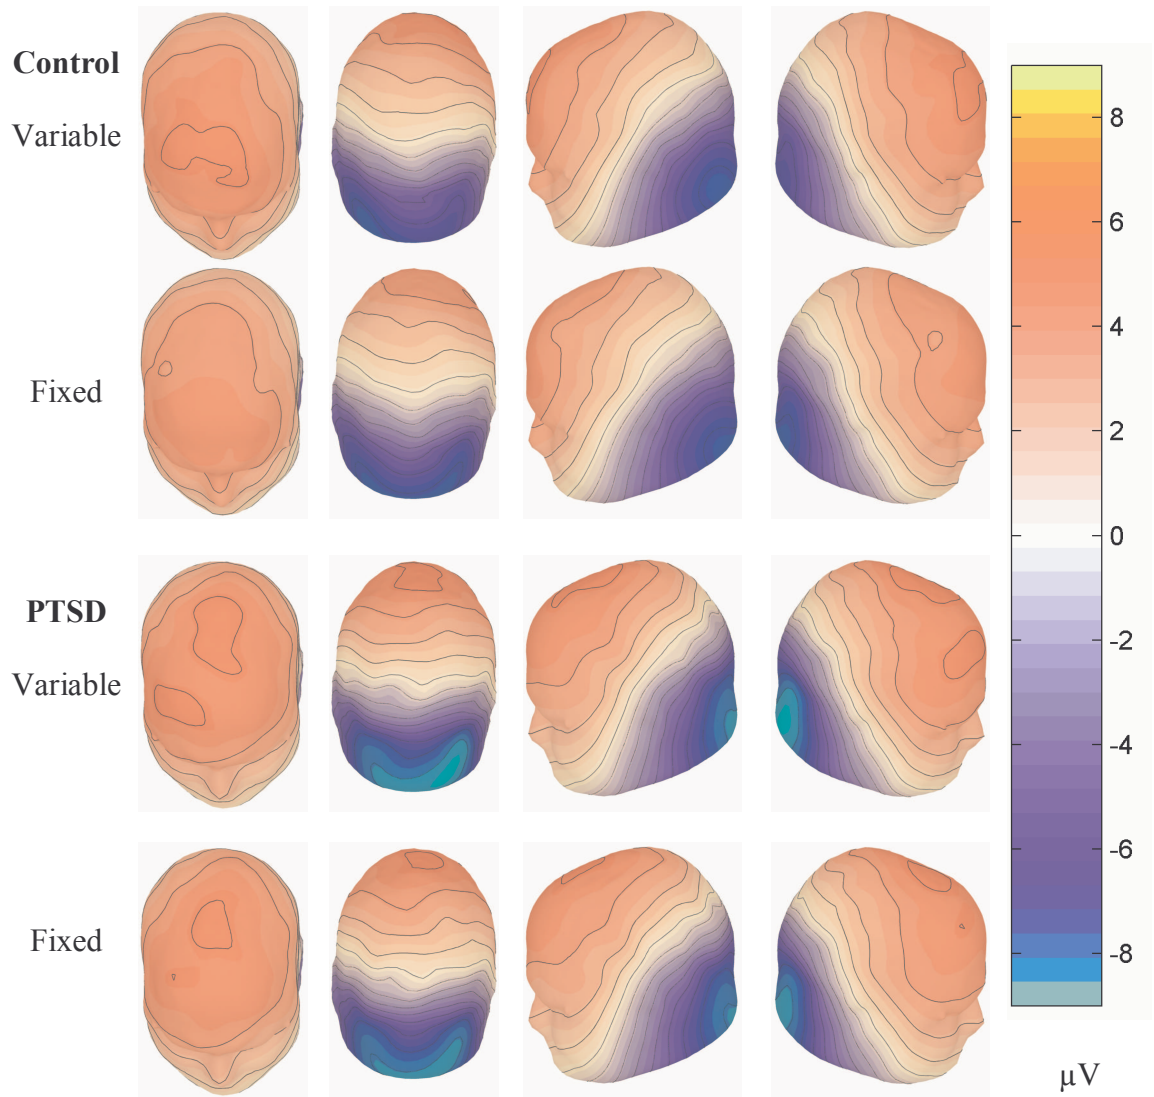 Control
Variable
Fixed
PTSD
Variable
Fixed
8
6
4
2
0
-2
-4
-6
-8
µV